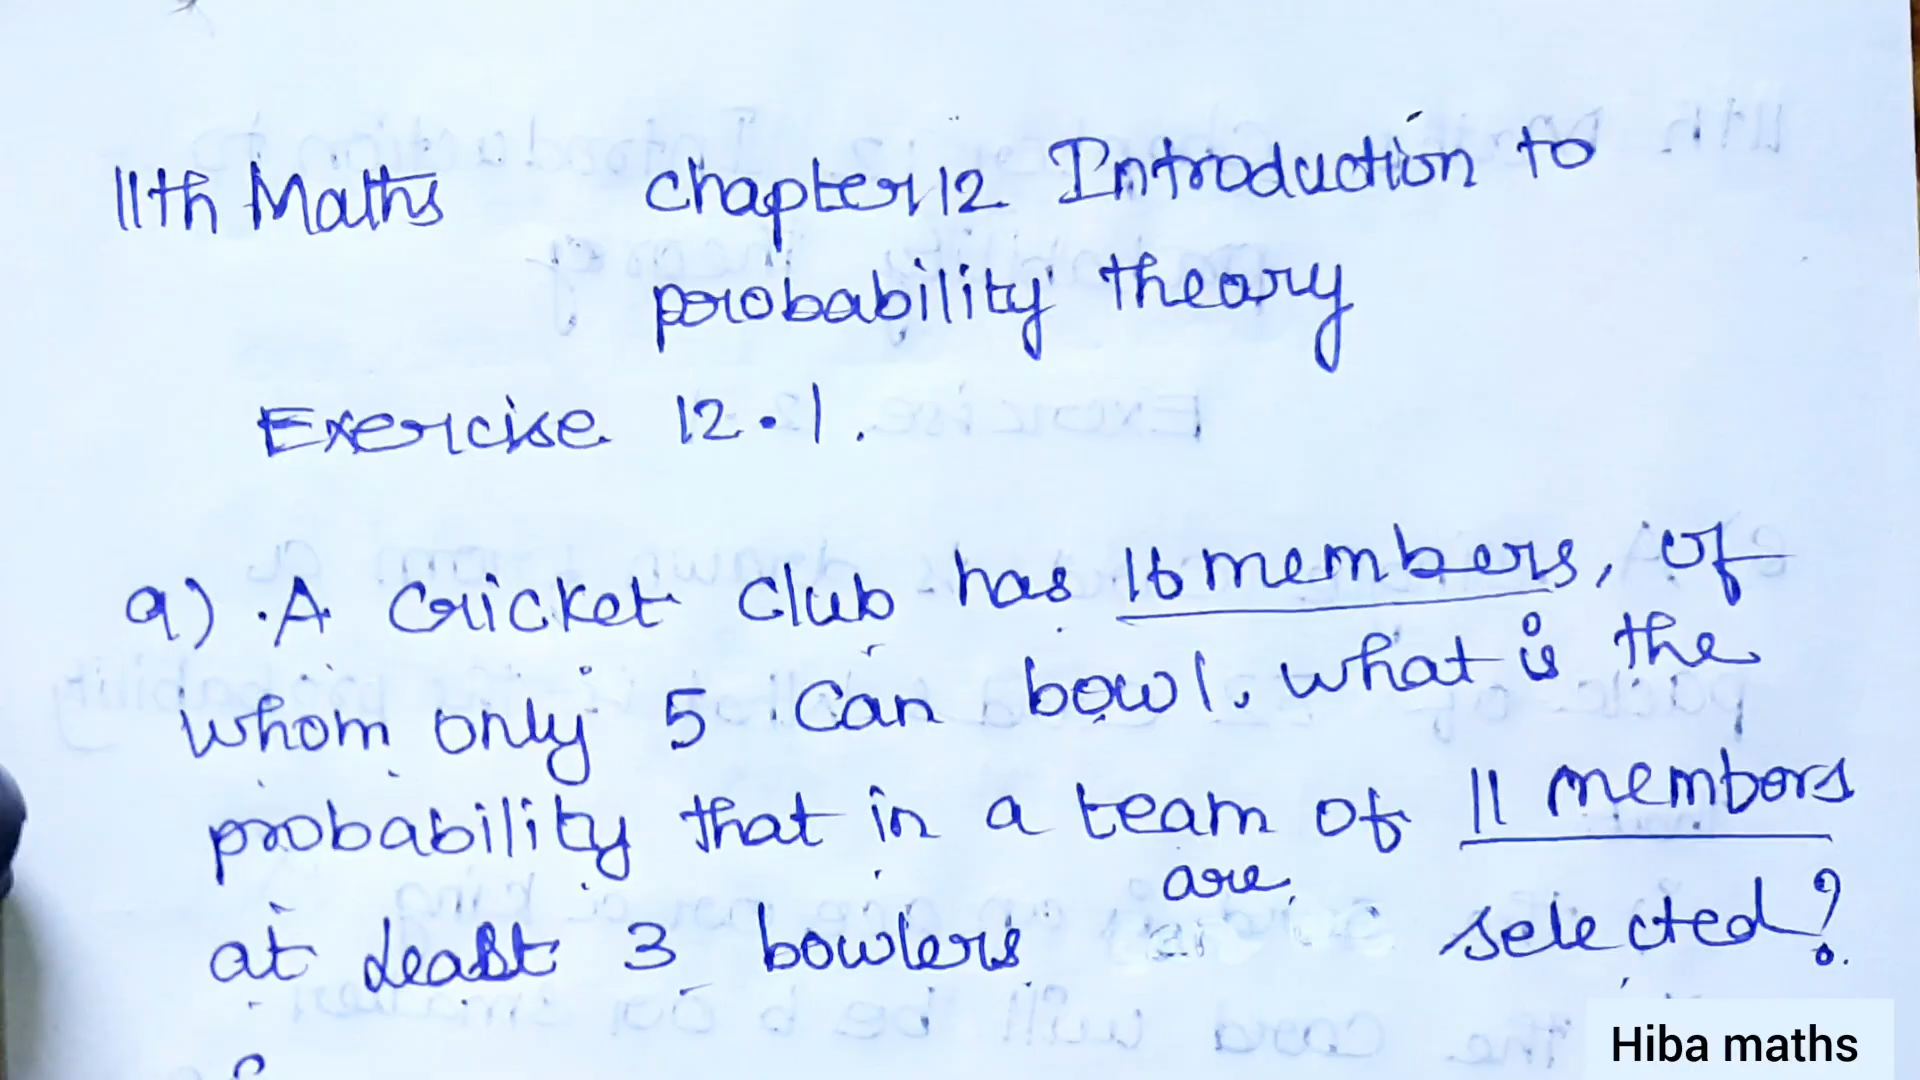 11th Maths chapter 12 Introduction to
probability theory
Exercise 12.1.
9) A Cricket Club has 16 members, of
whom only 5 Can bowl. what is the
probability that in a team of 11 members
at least 3 bowlers are selected?
Hiba maths